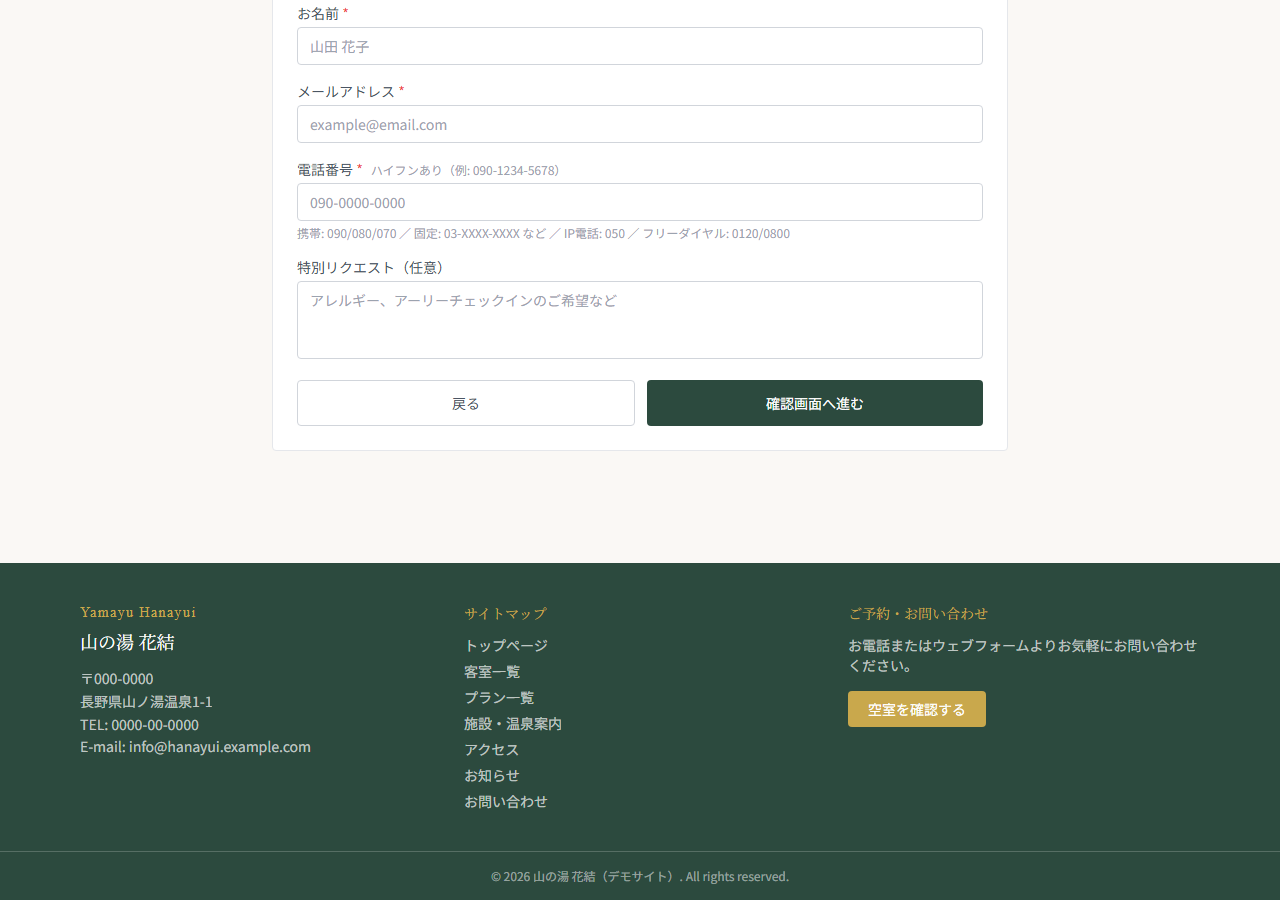 お名前 *
山田 花子
メールアドレス *
example@email.com
電話番号 * ハイフンあり（例: 090-1234-5678）
090-0000-0000
携帯: 090/080/070 ／ 固定: 03-XXXX-XXXX など ／ IP電話: 050 ／ フリーダイヤル: 0120/0800
特別リクエスト（任意）
アレルギー、アーリーチェックインのご希望など
戻る
確認画面へ進む
Yamayu Hanayui
山の湯 花結
〒000-0000
長野県山ノ湯温泉1-1
TEL: 0000-00-0000
E-mail: info@hanayui.example.com
サイトマップ
トップページ
客室一覧
プラン一覧
施設・温泉案内
アクセス
お知らせ
お問い合わせ
ご予約・お問い合わせ
お電話またはウェブフォームよりお気軽にお問い合わせ
ください。
空室を確認する
© 2026 山の湯 花結（デモサイト）. All rights reserved.